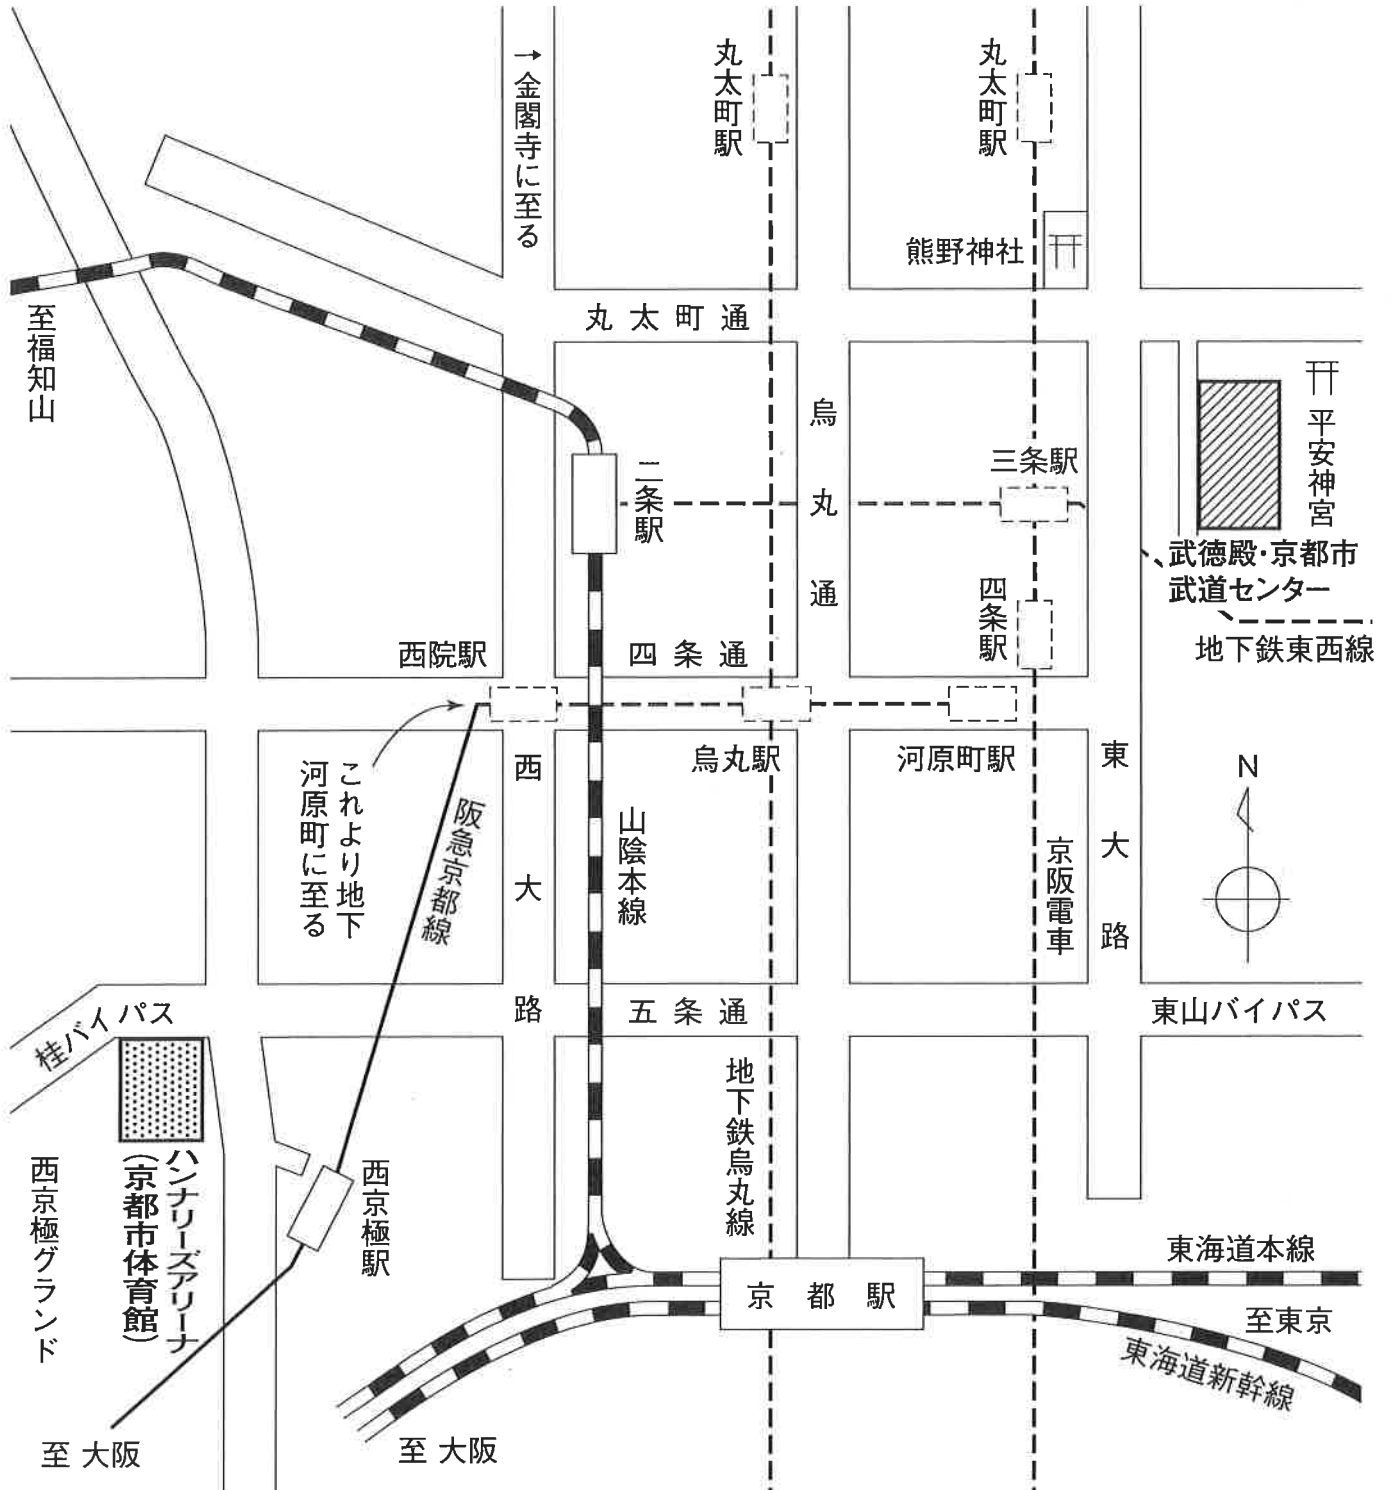 →金閣寺に至る
丸太町駅
丸太町駅
熊野神社
至福知山
丸太町通
烏丸通
平安神宮
二条駅
三条駅
武徳殿・京都市
武道センター
四条駅
地下鉄東西線
西院駅
四条通
烏丸駅
河原町駅
これより地下
河原町に至る
阪急京都線
西大路
山陰本線
京阪電車
東大路
N
桂バイパス
五条通
東山バイパス
地下鉄烏丸線
西京極グランド
ハンナリーズアリーナ
(京都市体育館)
西京極駅
東海道本線
京都駅
至東京
東海道新幹線
至 大阪
至 大阪